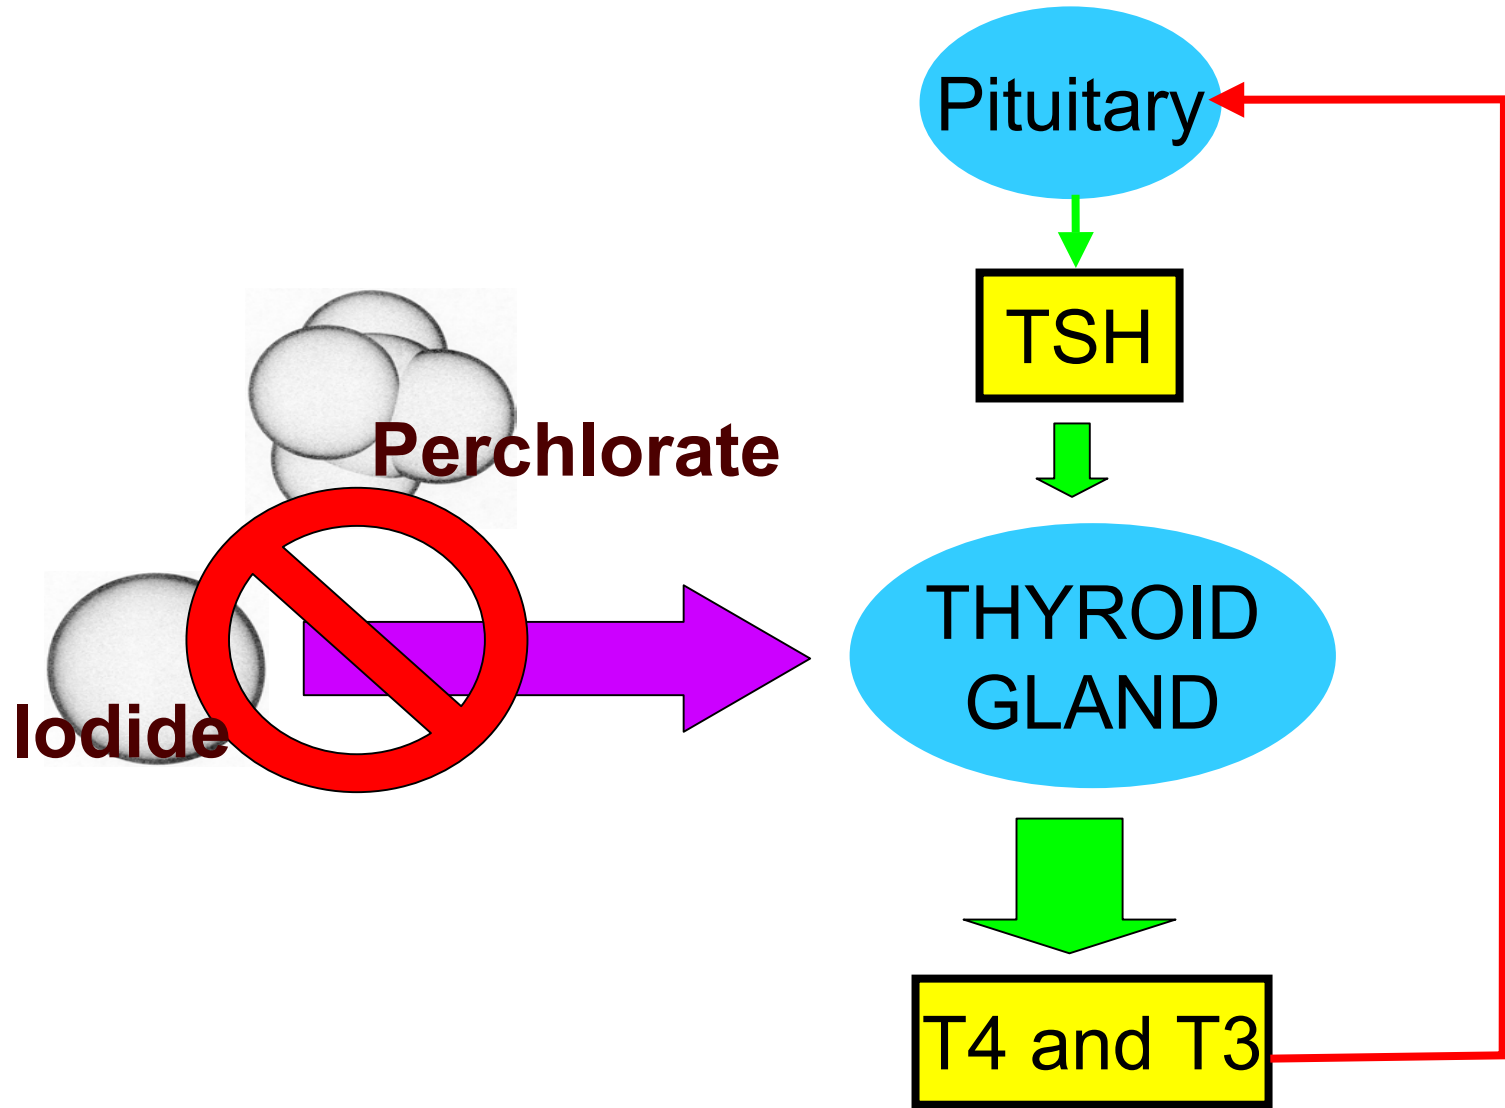 Pituitary
TSH
Perchlorate
THYROID
GLAND
Iodide
T4 and T3